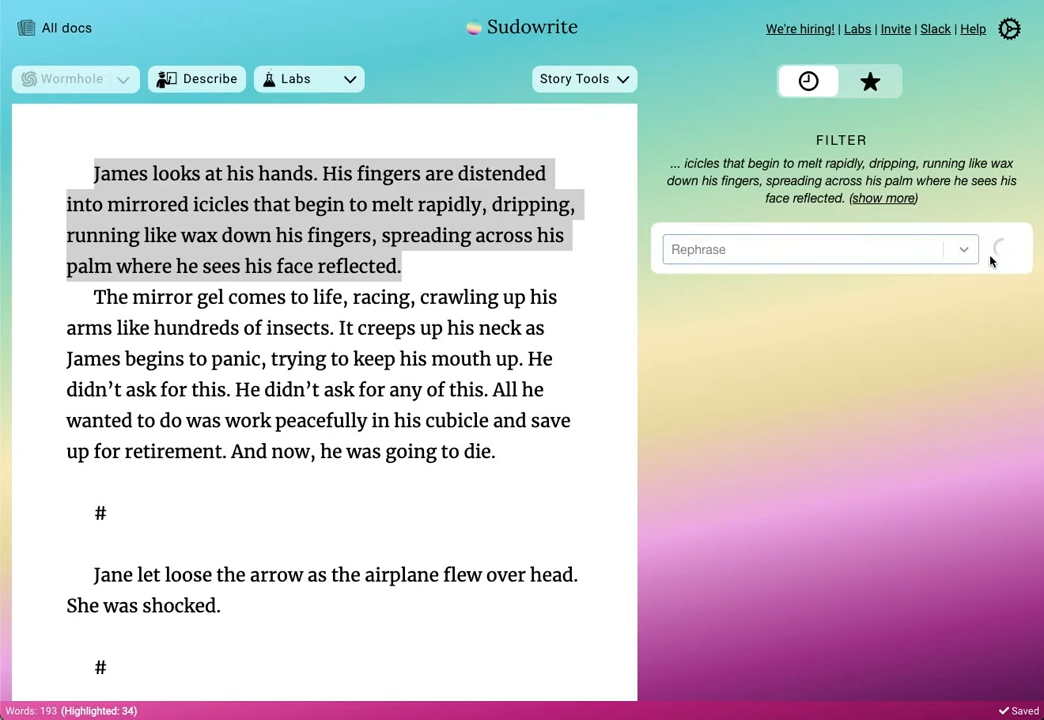 All docs
Sudowrite
We're hiring! | Labs | Invite | Slack | Help
Wormhole
Describe
Labs
Story Tools
FILTER
... icicles that begin to melt rapidly, dripping, running like wax
down his fingers, spreading across his palm where he sees his
face reflected. (show more)
Rephrase
James looks at his hands. His fingers are distended
into mirrored icicles that begin to melt rapidly, dripping,
running like wax down his fingers, spreading across his
palm where he sees his face reflected.
The mirror gel comes to life, racing, crawling up his
arms like hundreds of insects. It creeps up his neck as
James begins to panic, trying to keep his mouth up. He
didn’t ask for this. He didn’t ask for any of this. All he
wanted to do was work peacefully in his cubicle and save
up for retirement. And now, he was going to die.
#
Jane let loose the arrow as the airplane flew over head.
She was shocked.
#
Words: 193 (Highlighted: 34)
Saved